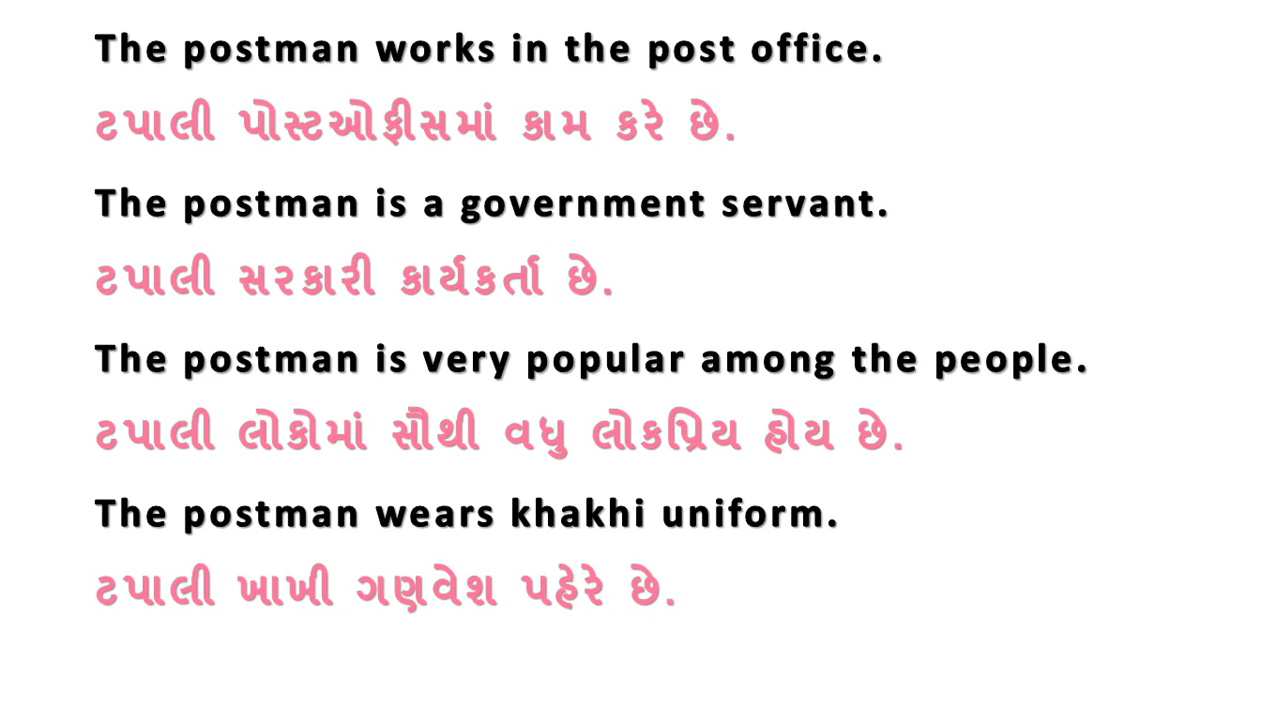 The postman works in the post office.
ટપાલી પોસ્ટઓફીસમાં કામ કરે છે.
The postman is a government servant.
ટપાલી સરકારી કાર્યકર્તા છે.
The postman is very popular among the people.
ટપાલી લોકોમાં સૌથી વધુ લોકપ્રિય હોય છે.
The postman wears khakhi uniform.
ટપાલી ખાખી ગણવેશ પહેરે છે.